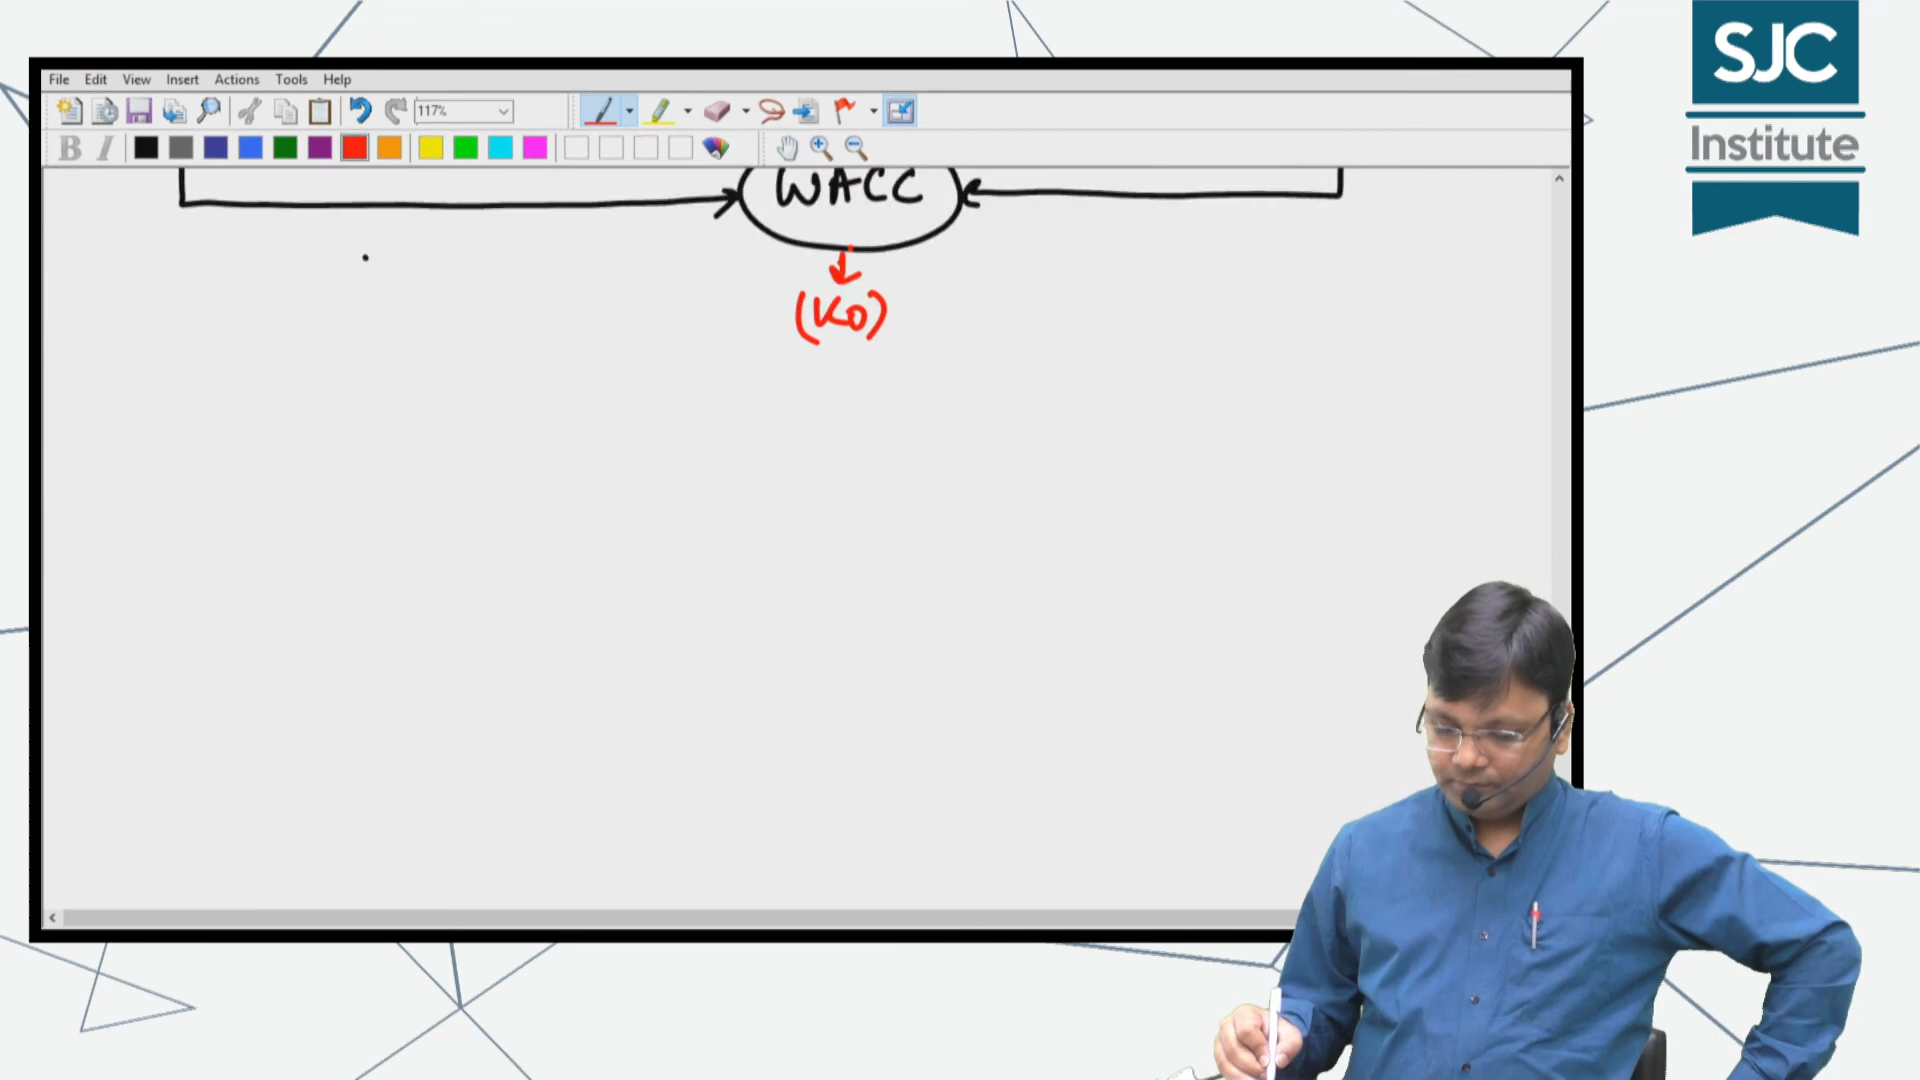 SJC
Institute
File Edit View Insert Actions Tools Help
117%
B I
WACC
(Ko)